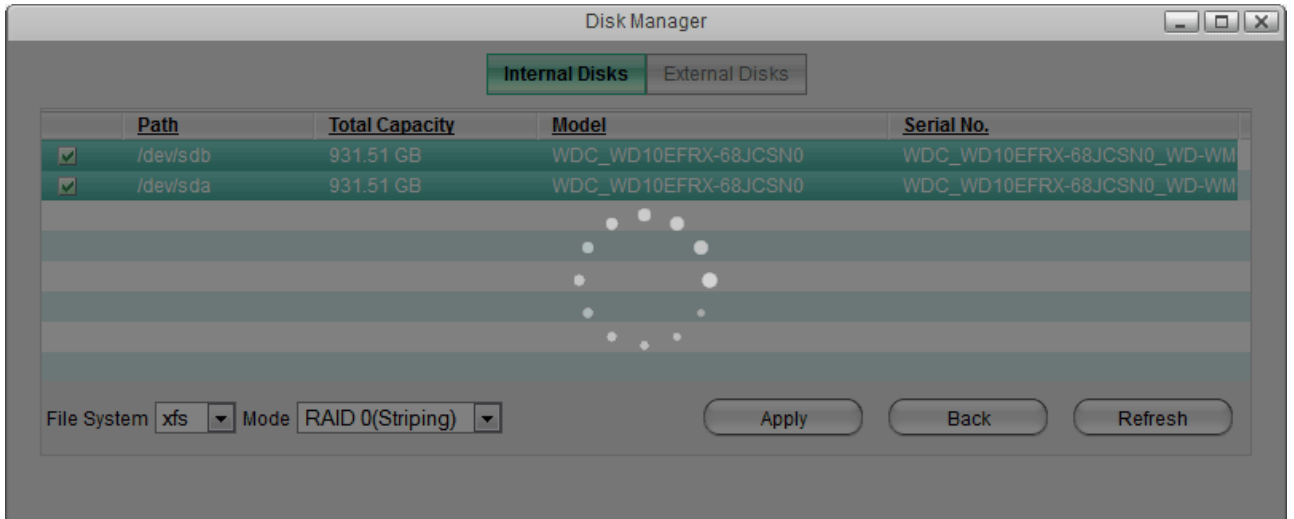 Disk Manager
Internal Disks External Disks
Path Total Capacity Model Serial No.
/dev/sdb 931.51 GB WDC_WD10EFRX-68JCSN0 WDC_WD10EFRX-68JCSN0_WD-WM
/dev/sda 931.51 GB WDC_WD10EFRX-68JCSN0 WDC_WD10EFRX-68JCSN0_WD-WM
File System xfs Mode RAID 0(Striping) Apply Back Refresh